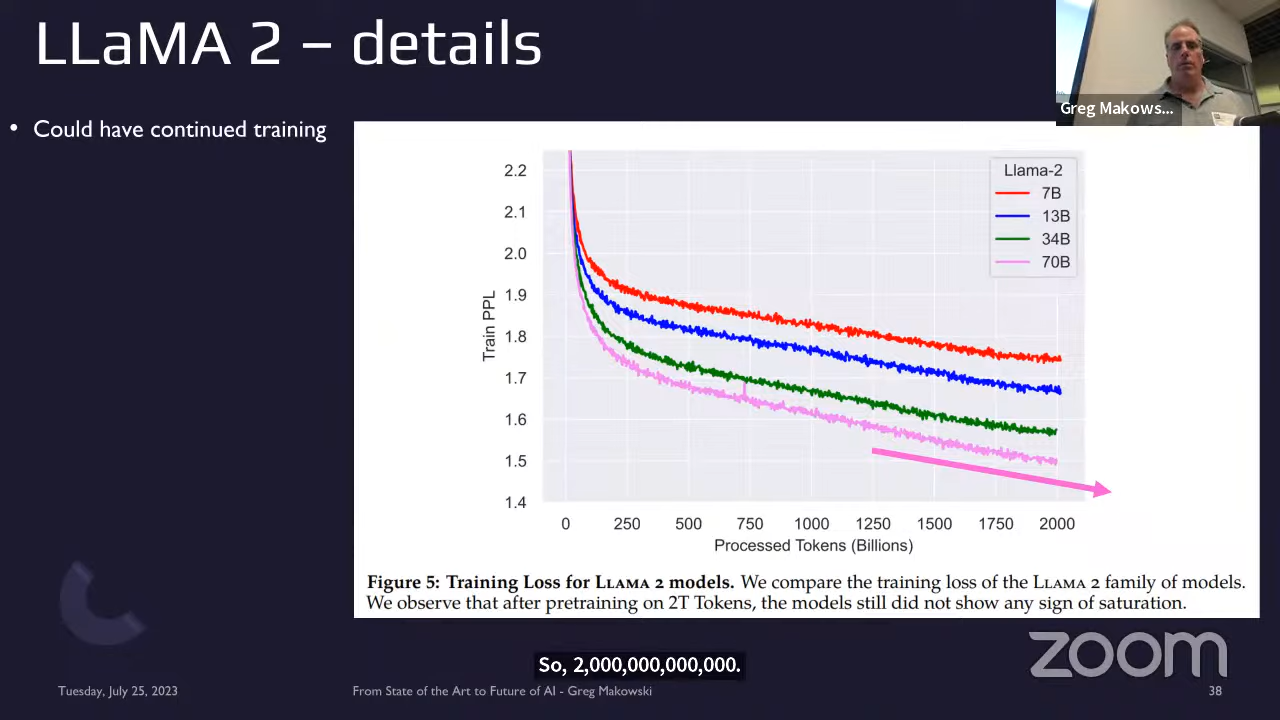 LLaMA 2 – details
Greg Makows...
• Could have continued training
Llama-2
7B
13B
34B
70B
2.2
2.1
2.0
1.9
1.8
1.7
1.6
1.5
1.4
Train PPL
0 250 500 750 1000 1250 1500 1750 2000
Processed Tokens (Billions)
Figure 5: Training Loss for LLAMA 2 models. We compare the training loss of the LLAMA 2 family of models.
We observe that after pretraining on 2T Tokens, the models still did not show any sign of saturation.
So, 2,000,000,000,000.
zoom
Tuesday, July 25, 2023
From State of the Art to Future of AI - Greg Makowski
38